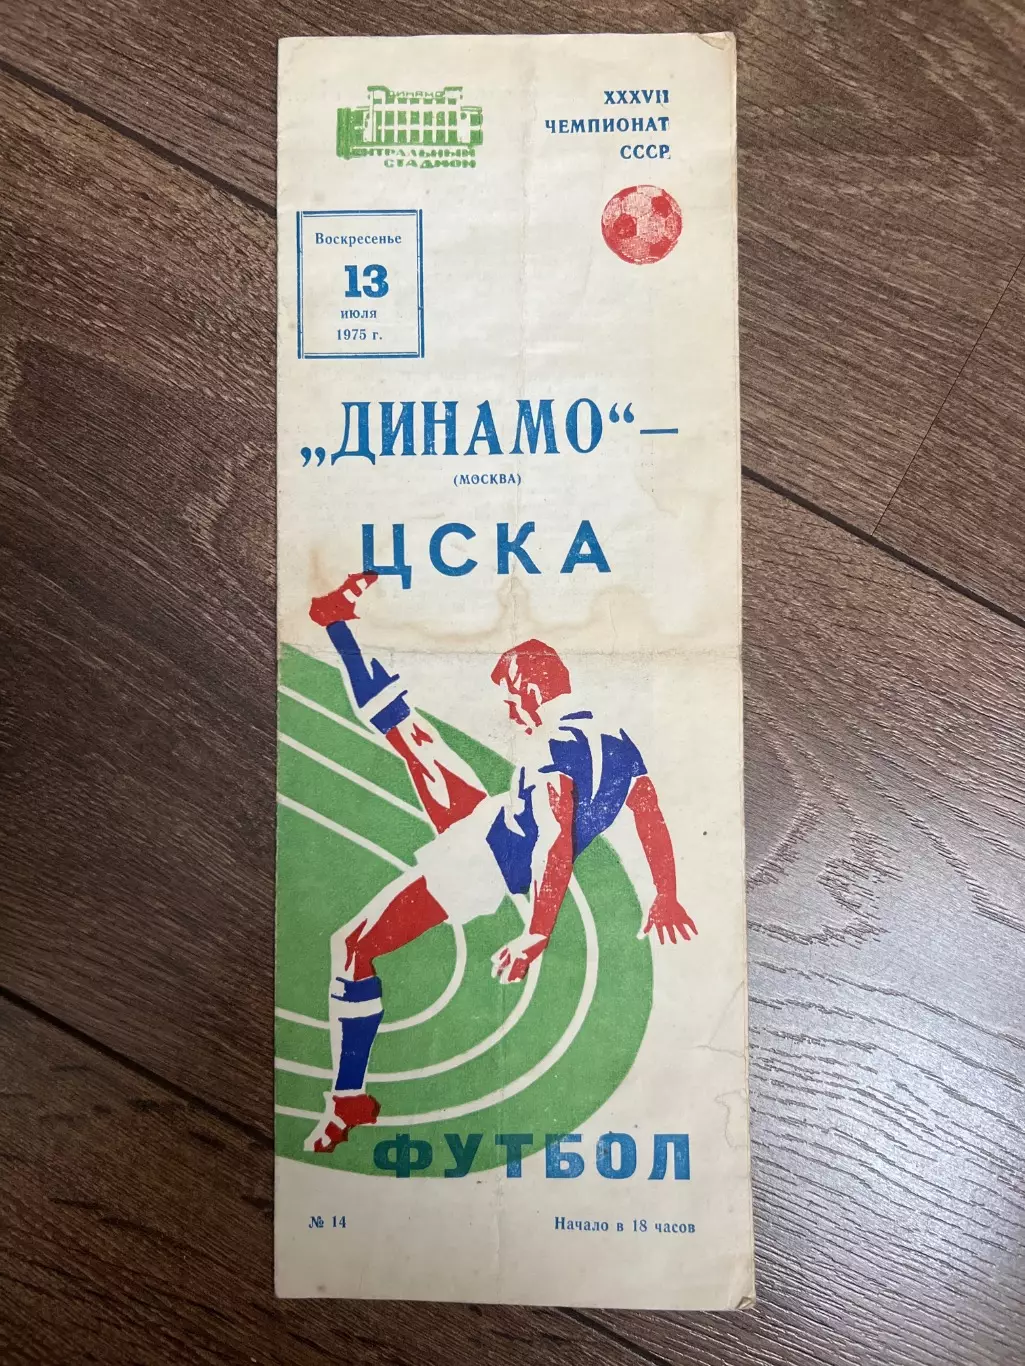 ДИНАМО
ЦЕНТРАЛЬНЫЙ
СТАДИОН
XXXVII
ЧЕМПИОНАТ
СССР
Воскресенье
13
июля
1975 г.
„ДИНАМО“ —
(МОСКВА)
ЦСКА
ФУТБОЛ
№ 14
Начало в 18 часов